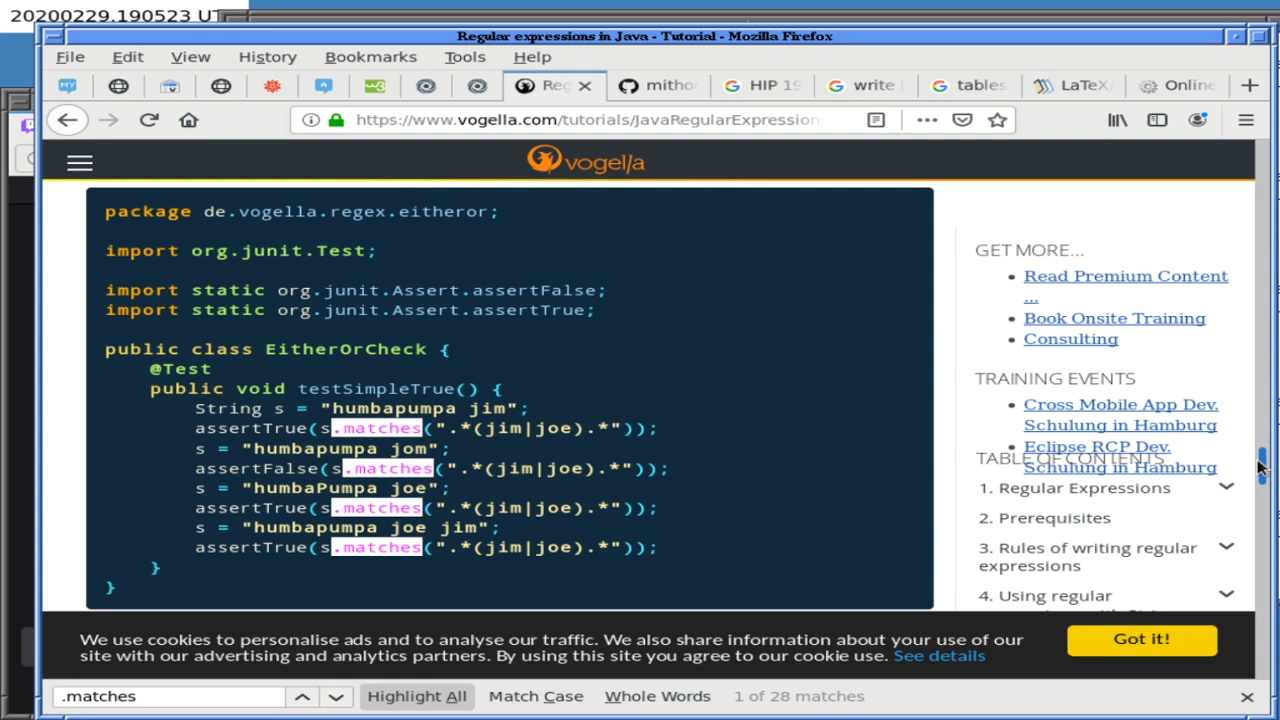 20200229.190523 U
Regular expressions in Java - Tutorial - Mozilla Firefox
File Edit View History Bookmarks Tools Help
Reg mitho HIP 19 write tables LaTeX/ Online
https://www.vogella.com/tutorials/JavaRegularExpression
vogella
package de.vogella.regex.eitheror;
import org.junit.Test;
import static org.junit.Assert.assertFalse;
import static org.junit.Assert.assertTrue;
public class EitherOrCheck {
@Test
public void testSimpleTrue() {
String s = "humbapumpa jim";
assertTrue(s.matches(".*(jim|joe).*"));
s = "humbapumpa jom";
assertFalse(s.matches(".*(jim|joe).*"));
s = "humbaPumpa joe";
assertTrue(s.matches(".*(jim|joe).*"));
s = "humbapumpa joe jim";
assertTrue(s.matches(".*(jim|joe).*"));
}
}
GET MORE...
Read Premium Content
...
Book Onsite Training
Consulting
TRAINING EVENTS
Cross Mobile App Dev.
Schulung in Hamburg
Eclipse RCP Dev.
Schulung in Hamburg
TABLE OF CONTENTS
1. Regular Expressions
2. Prerequisites
3. Rules of writing regular
expressions
4. Using regular
We use cookies to personalise ads and to analyse our traffic. We also share information about your use of our
site with our advertising and analytics partners. By using this site you agree to our cookie use. See details
Got it!
.matches Highlight All Match Case Whole Words 1 of 28 matches